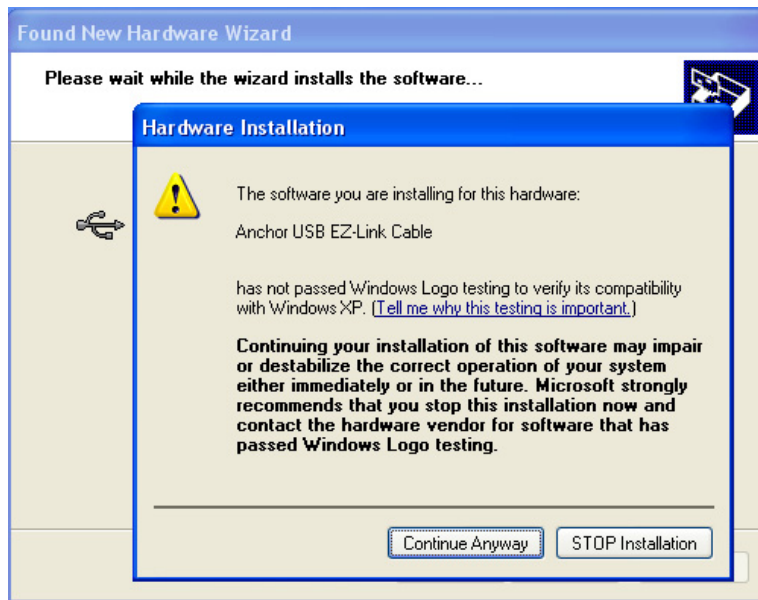 Found New Hardware Wizard
Please wait while the wizard installs the software...
Hardware Installation
The software you are installing for this hardware:
Anchor USB EZ-Link Cable
has not passed Windows Logo testing to verify its compatibility
with Windows XP. (Tell me why this testing is important.)
Continuing your installation of this software may impair
or destabilize the correct operation of your system
either immediately or in the future. Microsoft strongly
recommends that you stop this installation now and
contact the hardware vendor for software that has
passed Windows Logo testing.
Continue Anyway
STOP Installation